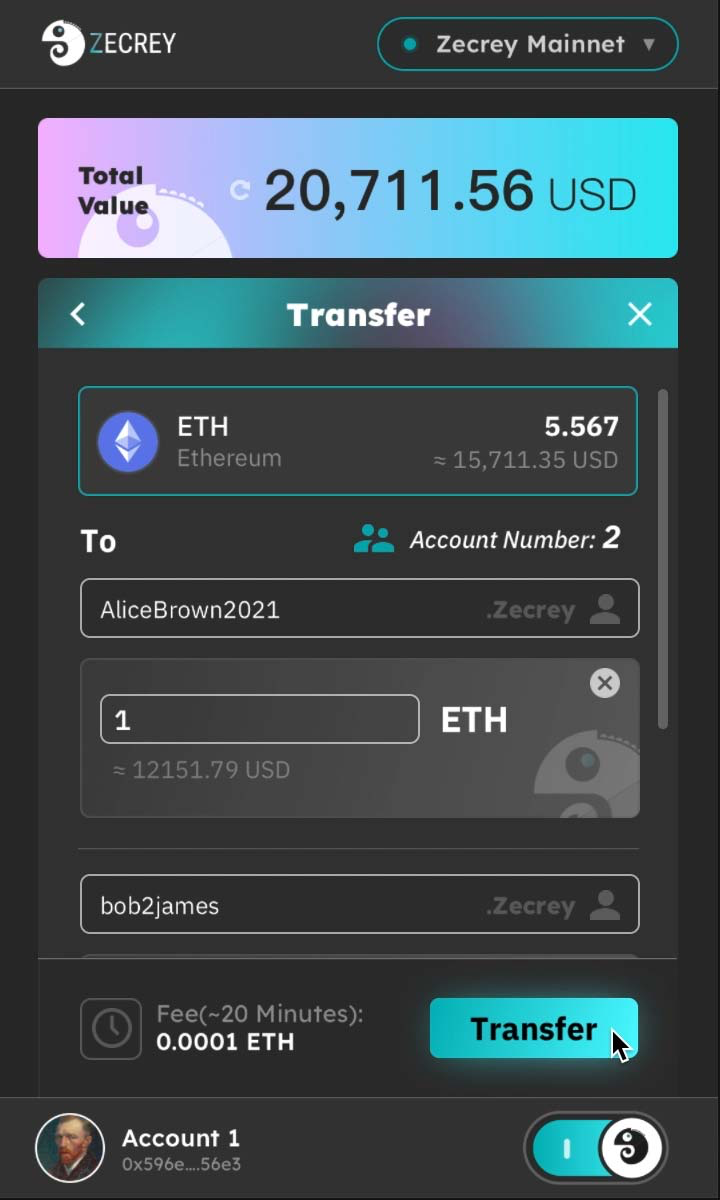 ZECREY
Zecrey Mainnet
Total
Value
20,711.56 USD
Transfer
ETH
5.567
Ethereum
≈ 15,711.35 USD
To
Account Number: 2
AliceBrown2021
.Zecrey
1
ETH
≈ 12151.79 USD
bob2james
.Zecrey
Fee(~20 Minutes):
0.0001 ETH
Transfer
Account 1
0x596e....56e3